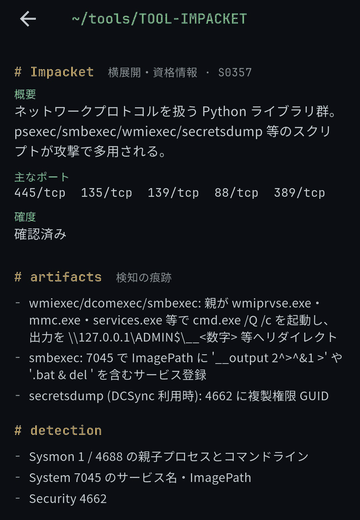 ~/tools/TOOL-IMPACKET
# Impacket 横展開・資格情報 · S0357
概要
ネットワークプロトコルを扱う Python ライブラリ群。
psexec/smbexec/wmiexec/secretsdump 等のスクリ
プトが攻撃で多用される。
主なポート
445/tcp 135/tcp 139/tcp 88/tcp 389/tcp
確度
確認済み
# artifacts 検知の痕跡
- wmiexec/dcomexec/smbexec: 親が wmiprvse.exe・
mmc.exe・services.exe 等で cmd.exe /Q /c を起動し、
出力を \\127.0.0.1\ADMIN$\__<数字> 等へリダイレクト
- smbexec: 7045 で ImagePath に '__output 2^>^&1 >' や
'.bat & del ' を含むサービス登録
- secretsdump (DCSync 利用時): 4662 に複製権限 GUID
# detection
- Sysmon 1 / 4688 の親子プロセスとコマンドライン
- System 7045 のサービス名・ImagePath
- Security 4662